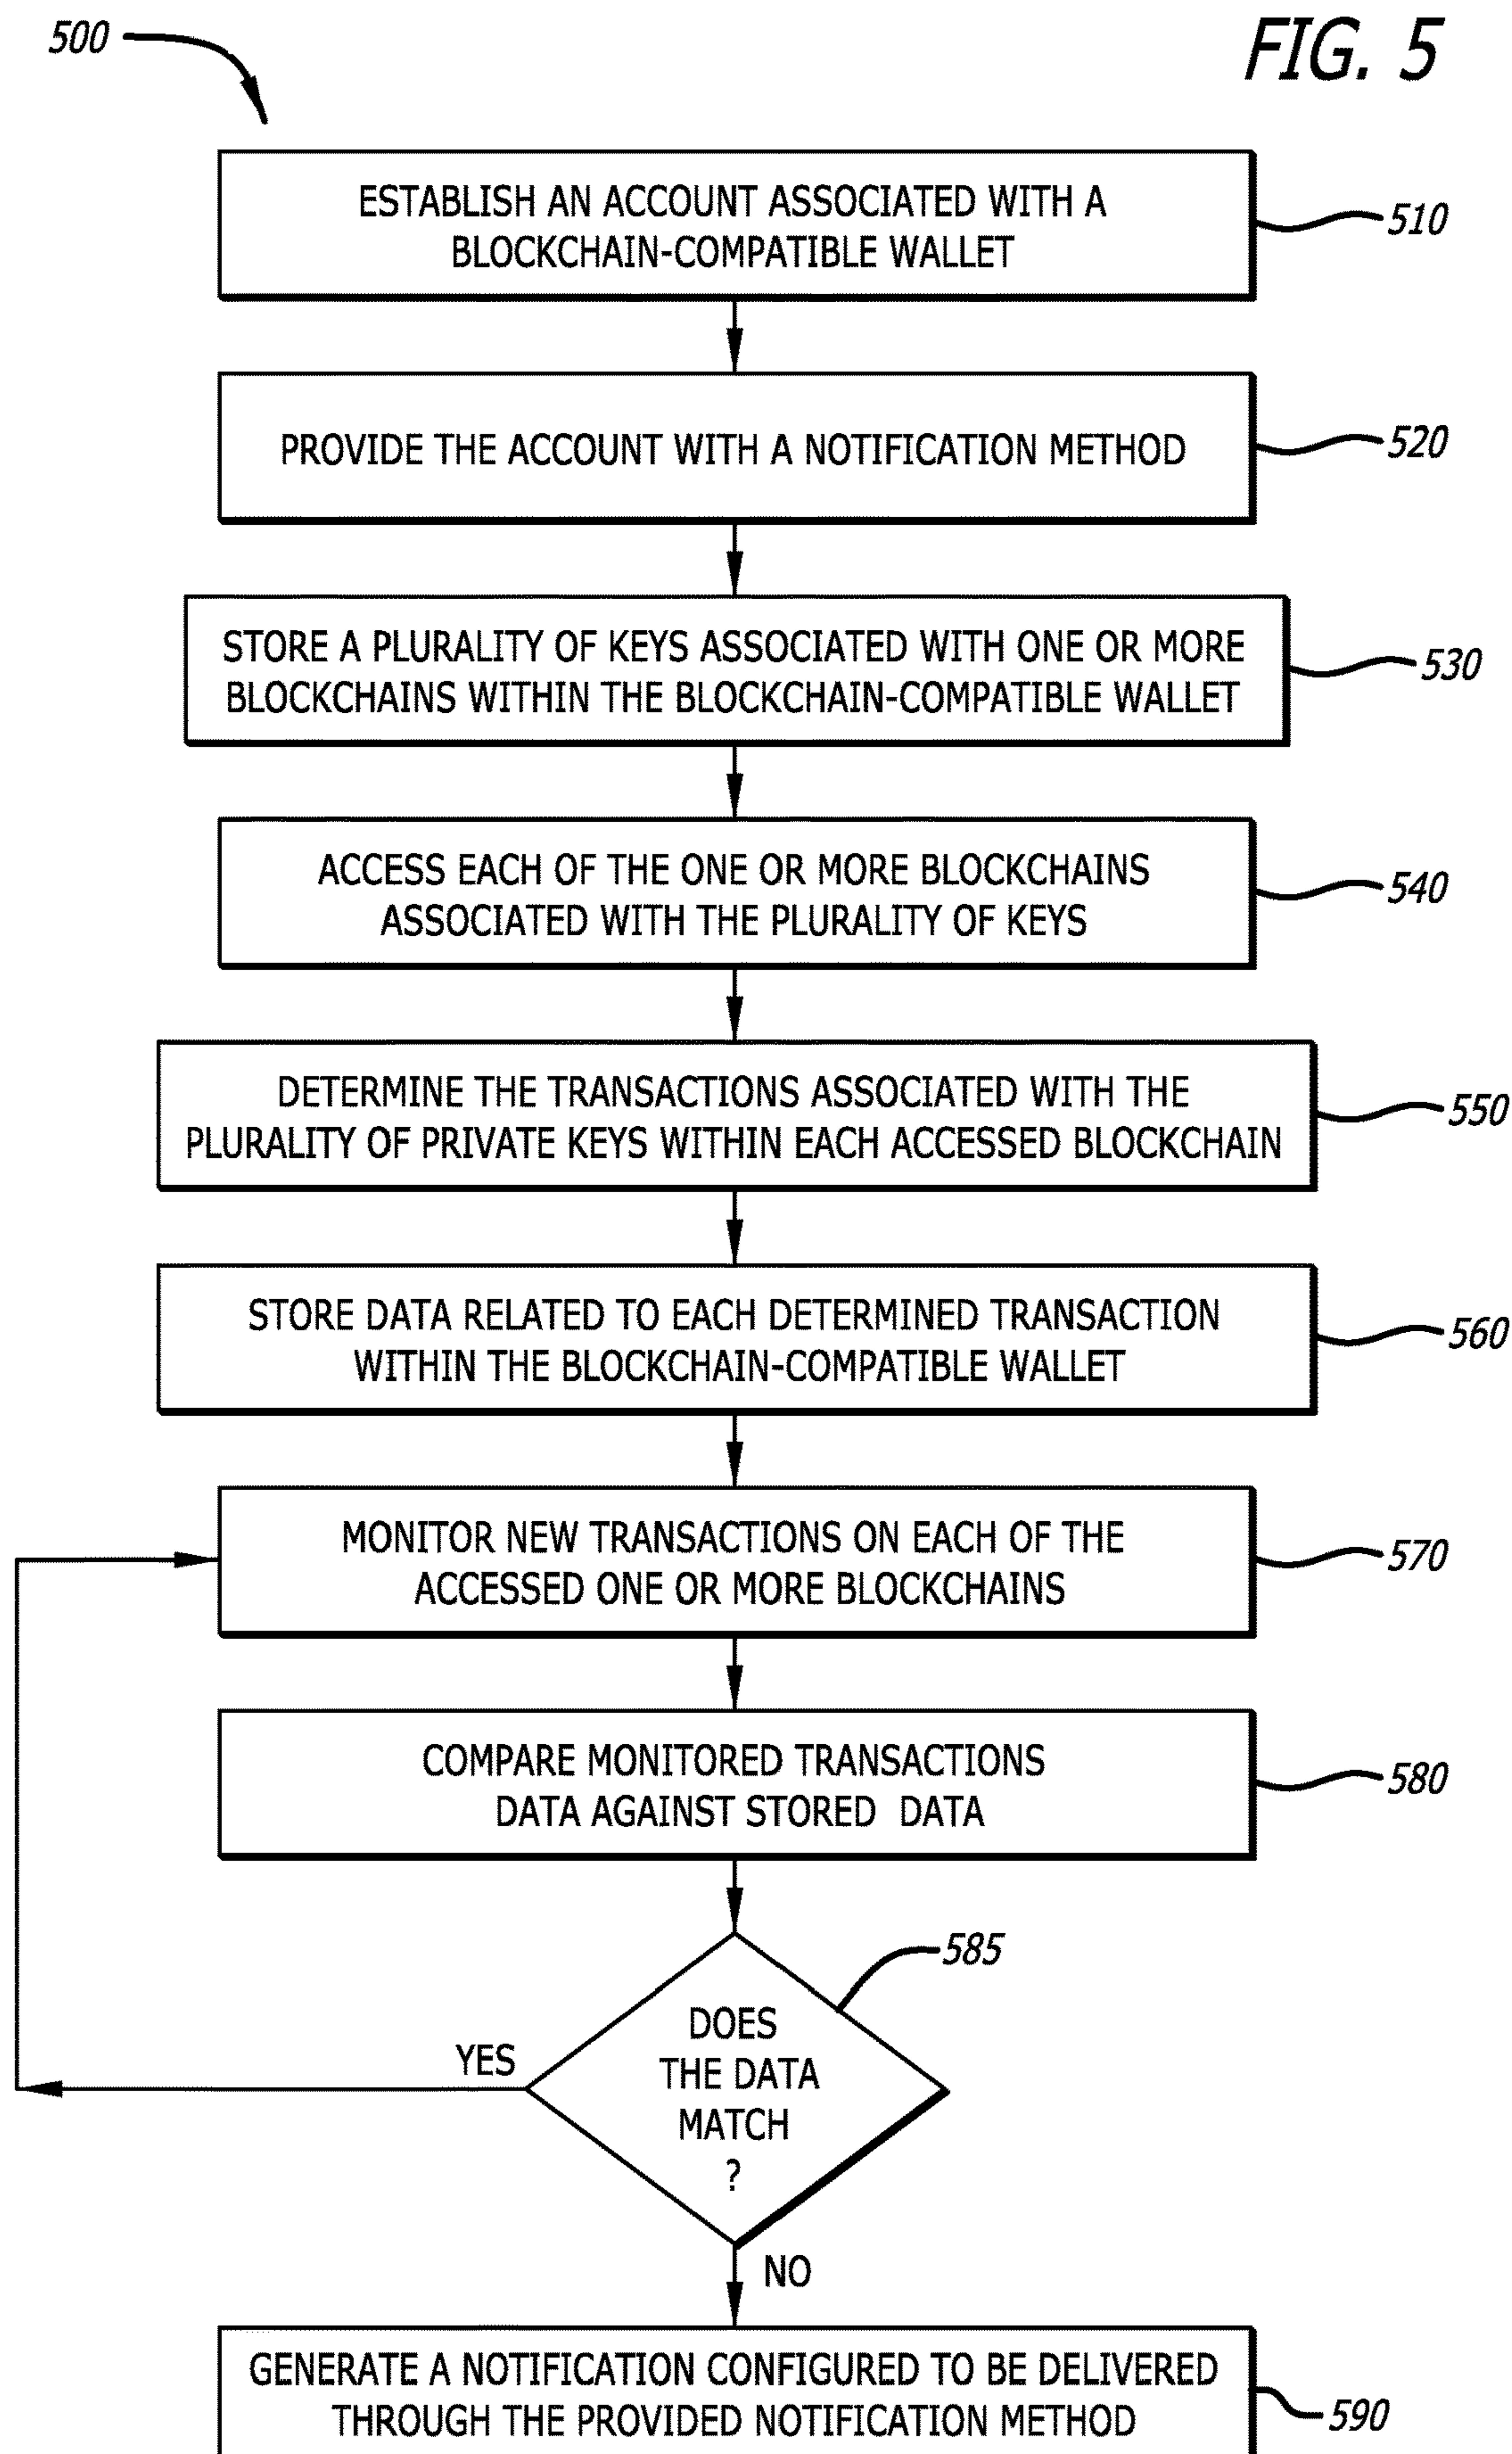 500
FIG. 5
ESTABLISH AN ACCOUNT ASSOCIATED WITH A
BLOCKCHAIN-COMPATIBLE WALLET
510
PROVIDE THE ACCOUNT WITH A NOTIFICATION METHOD
520
STORE A PLURALITY OF KEYS ASSOCIATED WITH ONE OR MORE
BLOCKCHAINS WITHIN THE BLOCKCHAIN-COMPATIBLE WALLET
530
ACCESS EACH OF THE ONE OR MORE BLOCKCHAINS
ASSOCIATED WITH THE PLURALITY OF KEYS
540
DETERMINE THE TRANSACTIONS ASSOCIATED WITH THE
PLURALITY OF PRIVATE KEYS WITHIN EACH ACCESSED BLOCKCHAIN
550
STORE DATA RELATED TO EACH DETERMINED TRANSACTION
WITHIN THE BLOCKCHAIN-COMPATIBLE WALLET
560
MONITOR NEW TRANSACTIONS ON EACH OF THE
ACCESSED ONE OR MORE BLOCKCHAINS
570
COMPARE MONITORED TRANSACTIONS
DATA AGAINST STORED DATA
580
585
DOES
THE DATA
MATCH
?
YES
NO
GENERATE A NOTIFICATION CONFIGURED TO BE DELIVERED
THROUGH THE PROVIDED NOTIFICATION METHOD
590